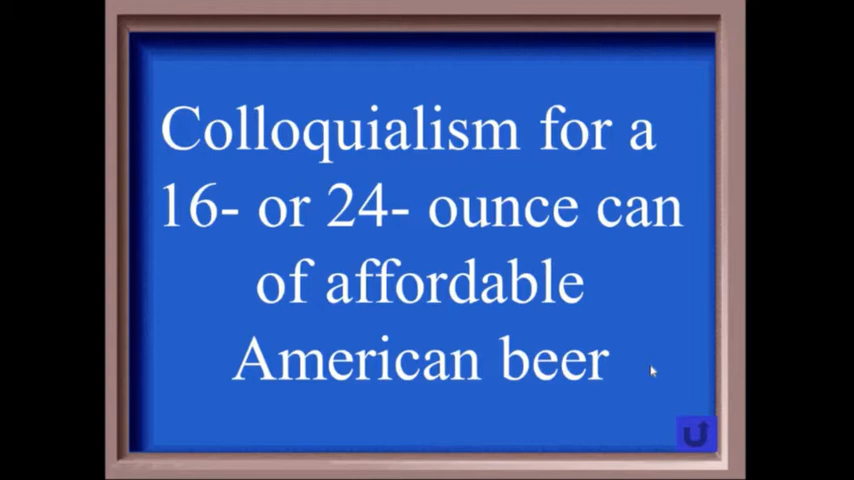 Colloquialism for a
16- or 24- ounce can
of affordable
American beer